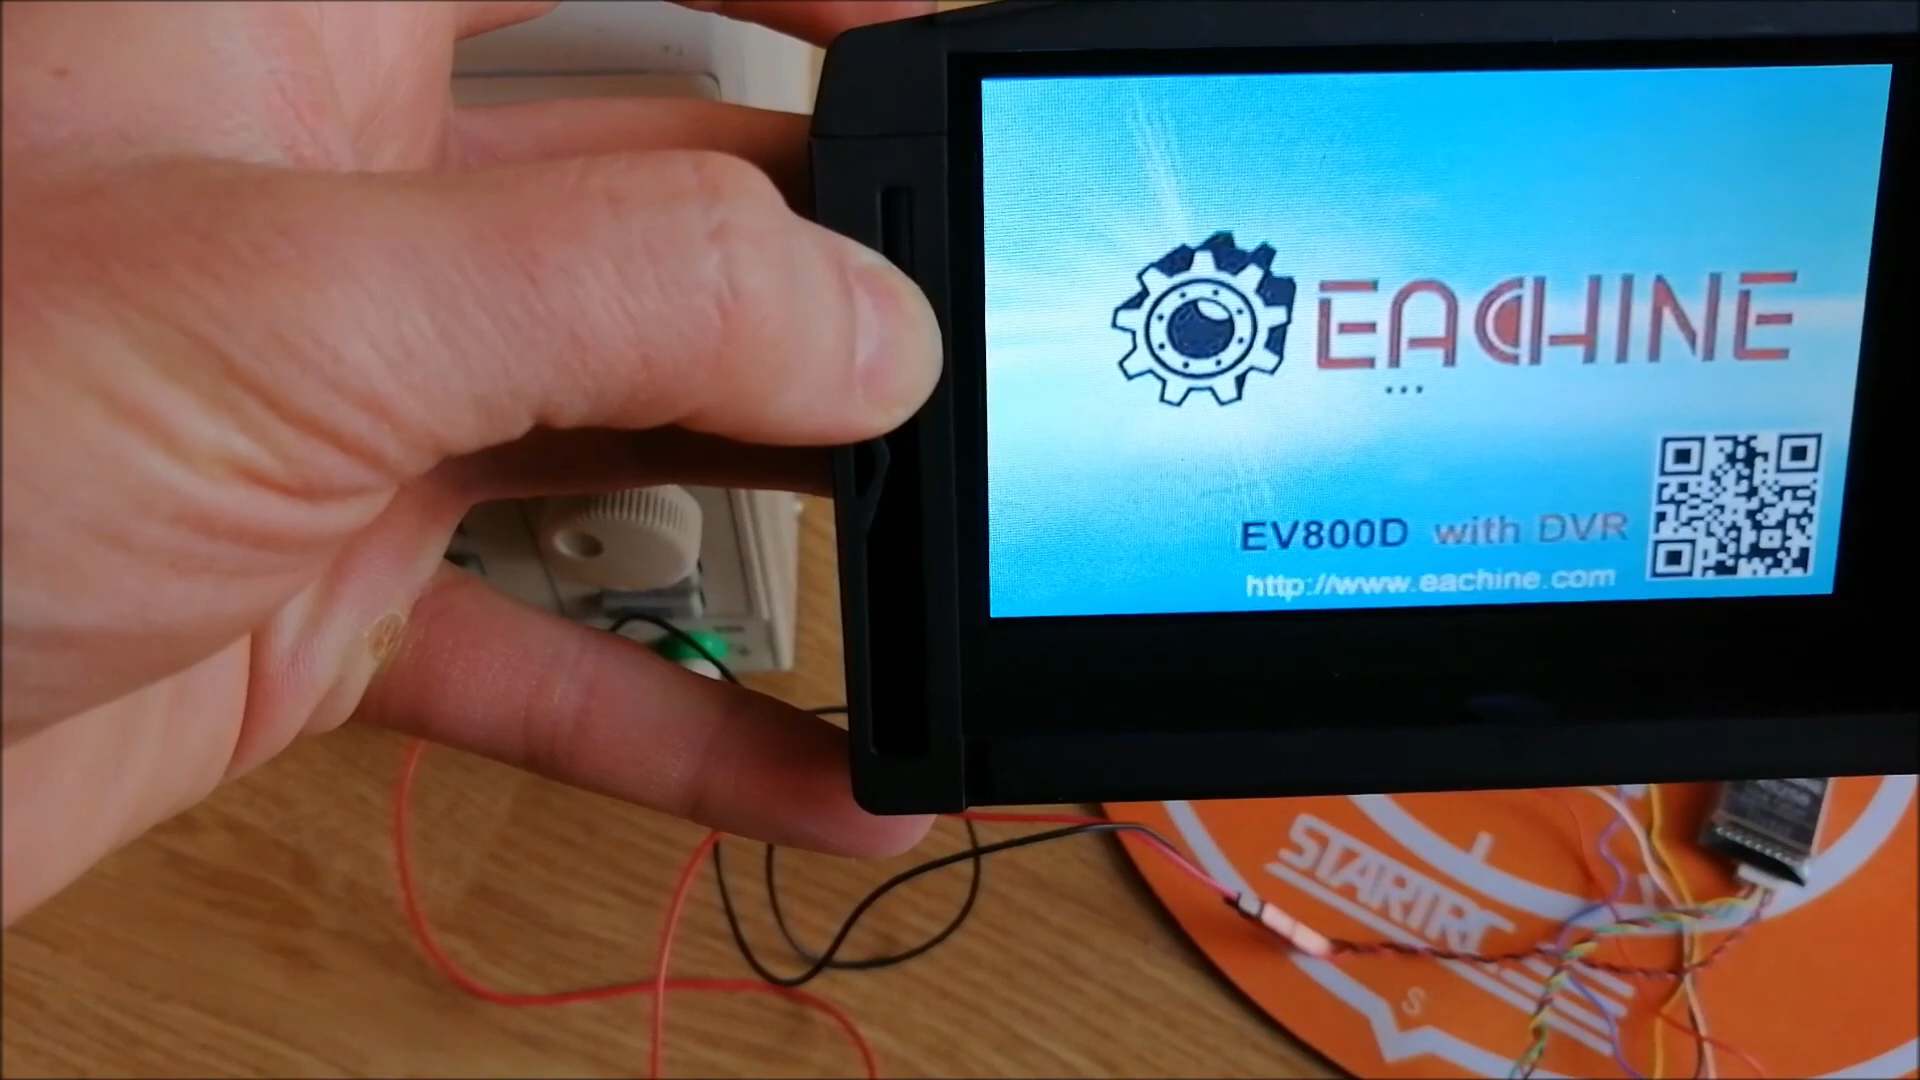 EACHINE
EV800D with DVR
http://www.eachine.com
STARTRC
S